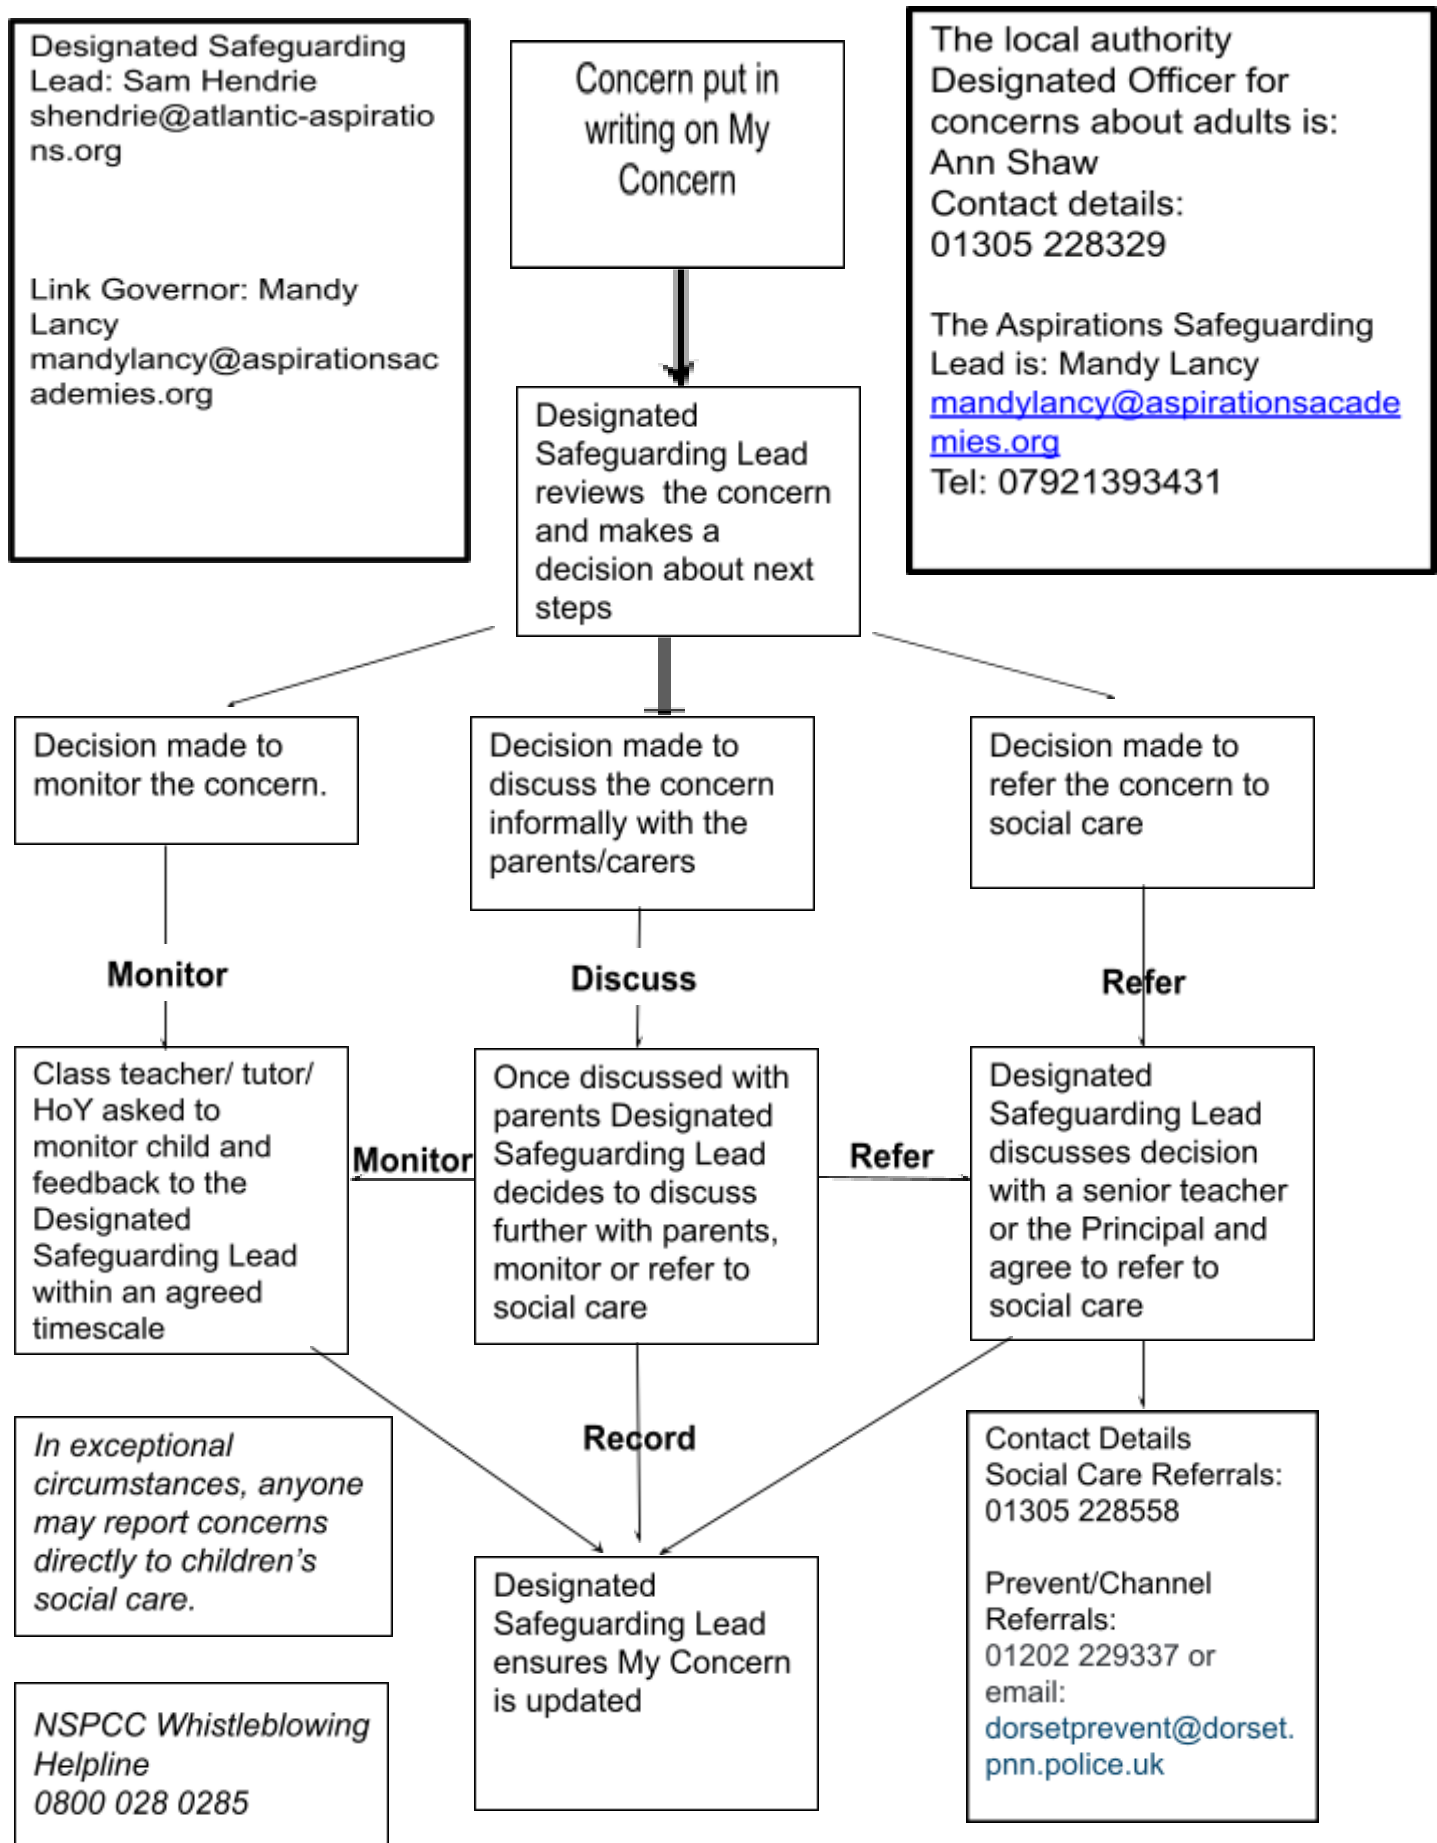 Designated Safeguarding
Lead: Sam Hendrie
shendrie@atlantic-aspiratio
ns.org
Link Governor: Mandy
Lancy
mandylancy@aspirationsac
ademies.org
Concern put in
writing on My
Concern
The local authority
Designated Officer for
concerns about adults is:
Ann Shaw
Contact details:
01305 228329
The Aspirations Safeguarding
Lead is: Mandy Lancy
mandylancy@aspirationsacade
mies.org
Tel: 07921393431
Designated
Safeguarding Lead
reviews  the concern
and makes a
decision about next
steps
Decision made to
monitor the concern.
Decision made to
discuss the concern
informally with the
parents/carers
Decision made to
refer the concern to
social care
Monitor
Discuss
Refer
Class teacher/ tutor/
HoY asked to
monitor child and
feedback to the
Designated
Safeguarding Lead
within an agreed
timescale
Monitor
Once discussed with
parents Designated
Safeguarding Lead
decides to discuss
further with parents,
monitor or refer to
social care
Refer
Designated
Safeguarding Lead
discusses decision
with a senior teacher
or the Principal and
agree to refer to
social care
Record
In exceptional
circumstances, anyone
may report concerns
directly to children's
social care.
NSPCC Whistleblowing
Helpline
0800 028 0285
Designated
Safeguarding Lead
ensures My Concern
is updated
Contact Details
Social Care Referrals:
01305 228558
Prevent/Channel
Referrals:
01202 229337 or
email:
dorsetprevent@dorset.
pnn.police.uk